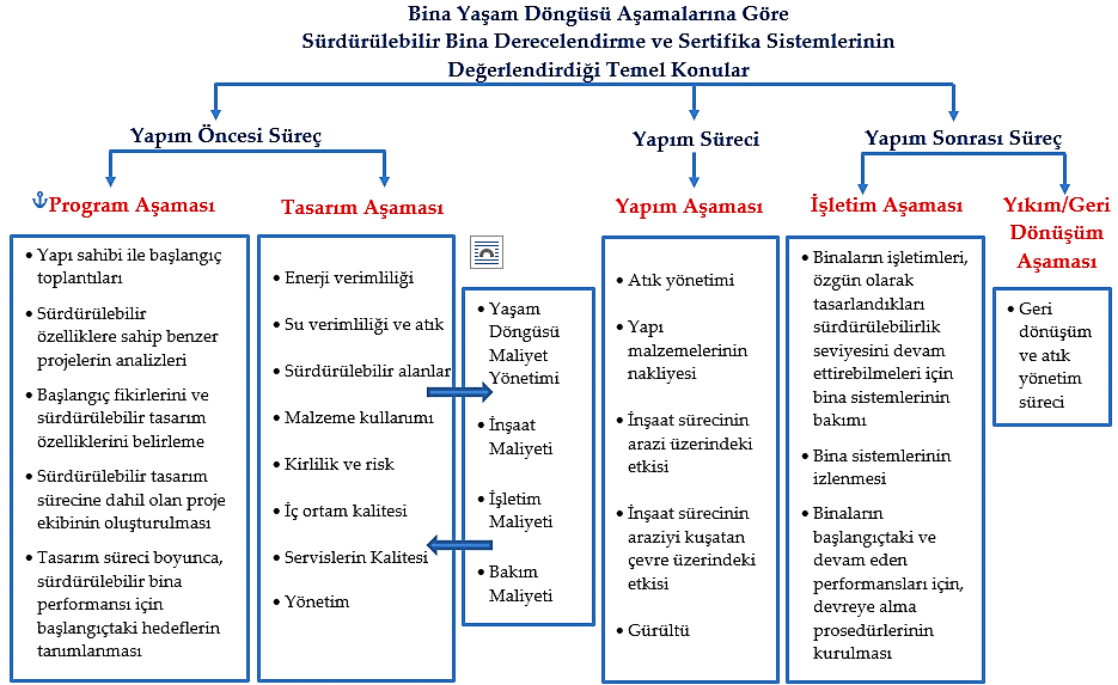 Bina Yaşam Döngüsü Aşamalarına Göre
Sürdürülebilir Bina Derecelendirme ve Sertifika Sistemlerinin
Değerlendirdiği Temel Konular
Yapım Öncesi Süreç
Yapım Süreci
Yapım Sonrası Süreç
Program Aşaması
• Yapı sahibi ile başlangıç
toplantıları
• Sürdürülebilir
özelliklere sahip benzer
projelerin analizleri
• Başlangıç fikirlerini ve
sürdürülebilir tasarım
özelliklerini belirleme
• Sürdürülebilir tasarım
sürecine dahil olan proje
ekibinin oluşturulması
• Tasarım süreci boyunca,
sürdürülebilir bina
performansı için
başlangıçtaki hedeflerin
tanımlanması
Tasarım Aşaması
• Enerji verimliliği
• Su verimliliği ve atık
• Sürdürülebilir alanlar
• Malzeme kullanımı
• Kirlilik ve risk
• İç ortam kalitesi
• Servislerin Kalitesi
• Yönetim
• Yaşam
Döngüsü
Maliyet
Yönetimi
• İnşaat
Maliyeti
• İşletim
Maliyeti
• Bakım
Maliyeti
Yapım Aşaması
• Atık yönetimi
• Yapı
malzemelerinin
nakliyesi
• İnşaat sürecinin
arazi üzerindeki
etkisi
• İnşaat sürecinin
araziyi kuşatan
çevre üzerindeki
etkisi
• Gürültü
İşletim Aşaması
• Binaların işletimleri,
özgün olarak
tasarlandıkları
sürdürülebilirlik
seviyesini devam
ettirebilmeleri için
bina sistemlerinin
bakımı
• Bina sistemlerinin
izlenmesi
• Binaların
başlangıçtaki ve
devam eden
performansları için,
devreye alma
prosedürlerinin
kurulması
Yıkım/Geri
Dönüşüm
Aşaması
• Geri
dönüşüm
ve atık
yönetim
süreci